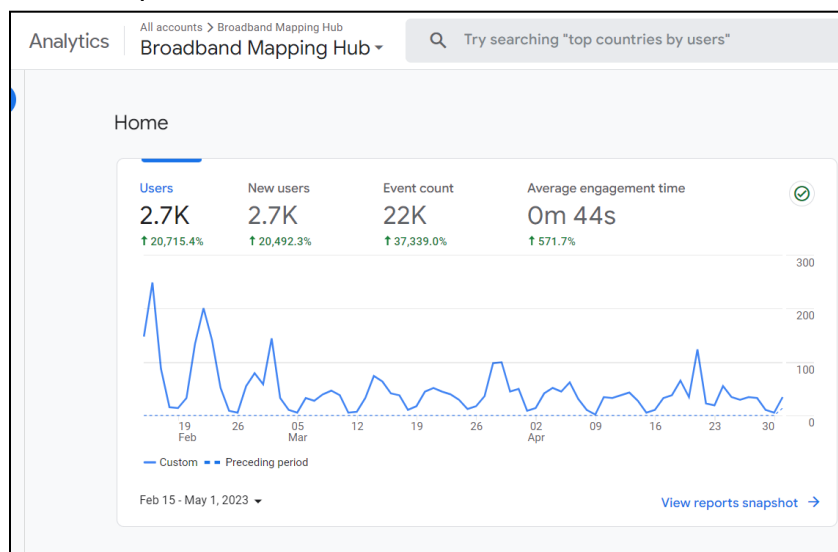 All accounts > Broadband Mapping Hub
Analytics Broadband Mapping Hub
Try searching "top countries by users"
Home
Users New users Event count Average engagement time
2.7K 2.7K 22K 0m 44s
↑ 20,715.4% ↑ 20,492.3% ↑ 37,339.0% ↑ 571.7%
300
200
100
0
19 26 05 12 19 26 02 09 16 23 30
Feb Mar Apr
Custom Preceding period
Feb 15 - May 1, 2023
View reports snapshot →